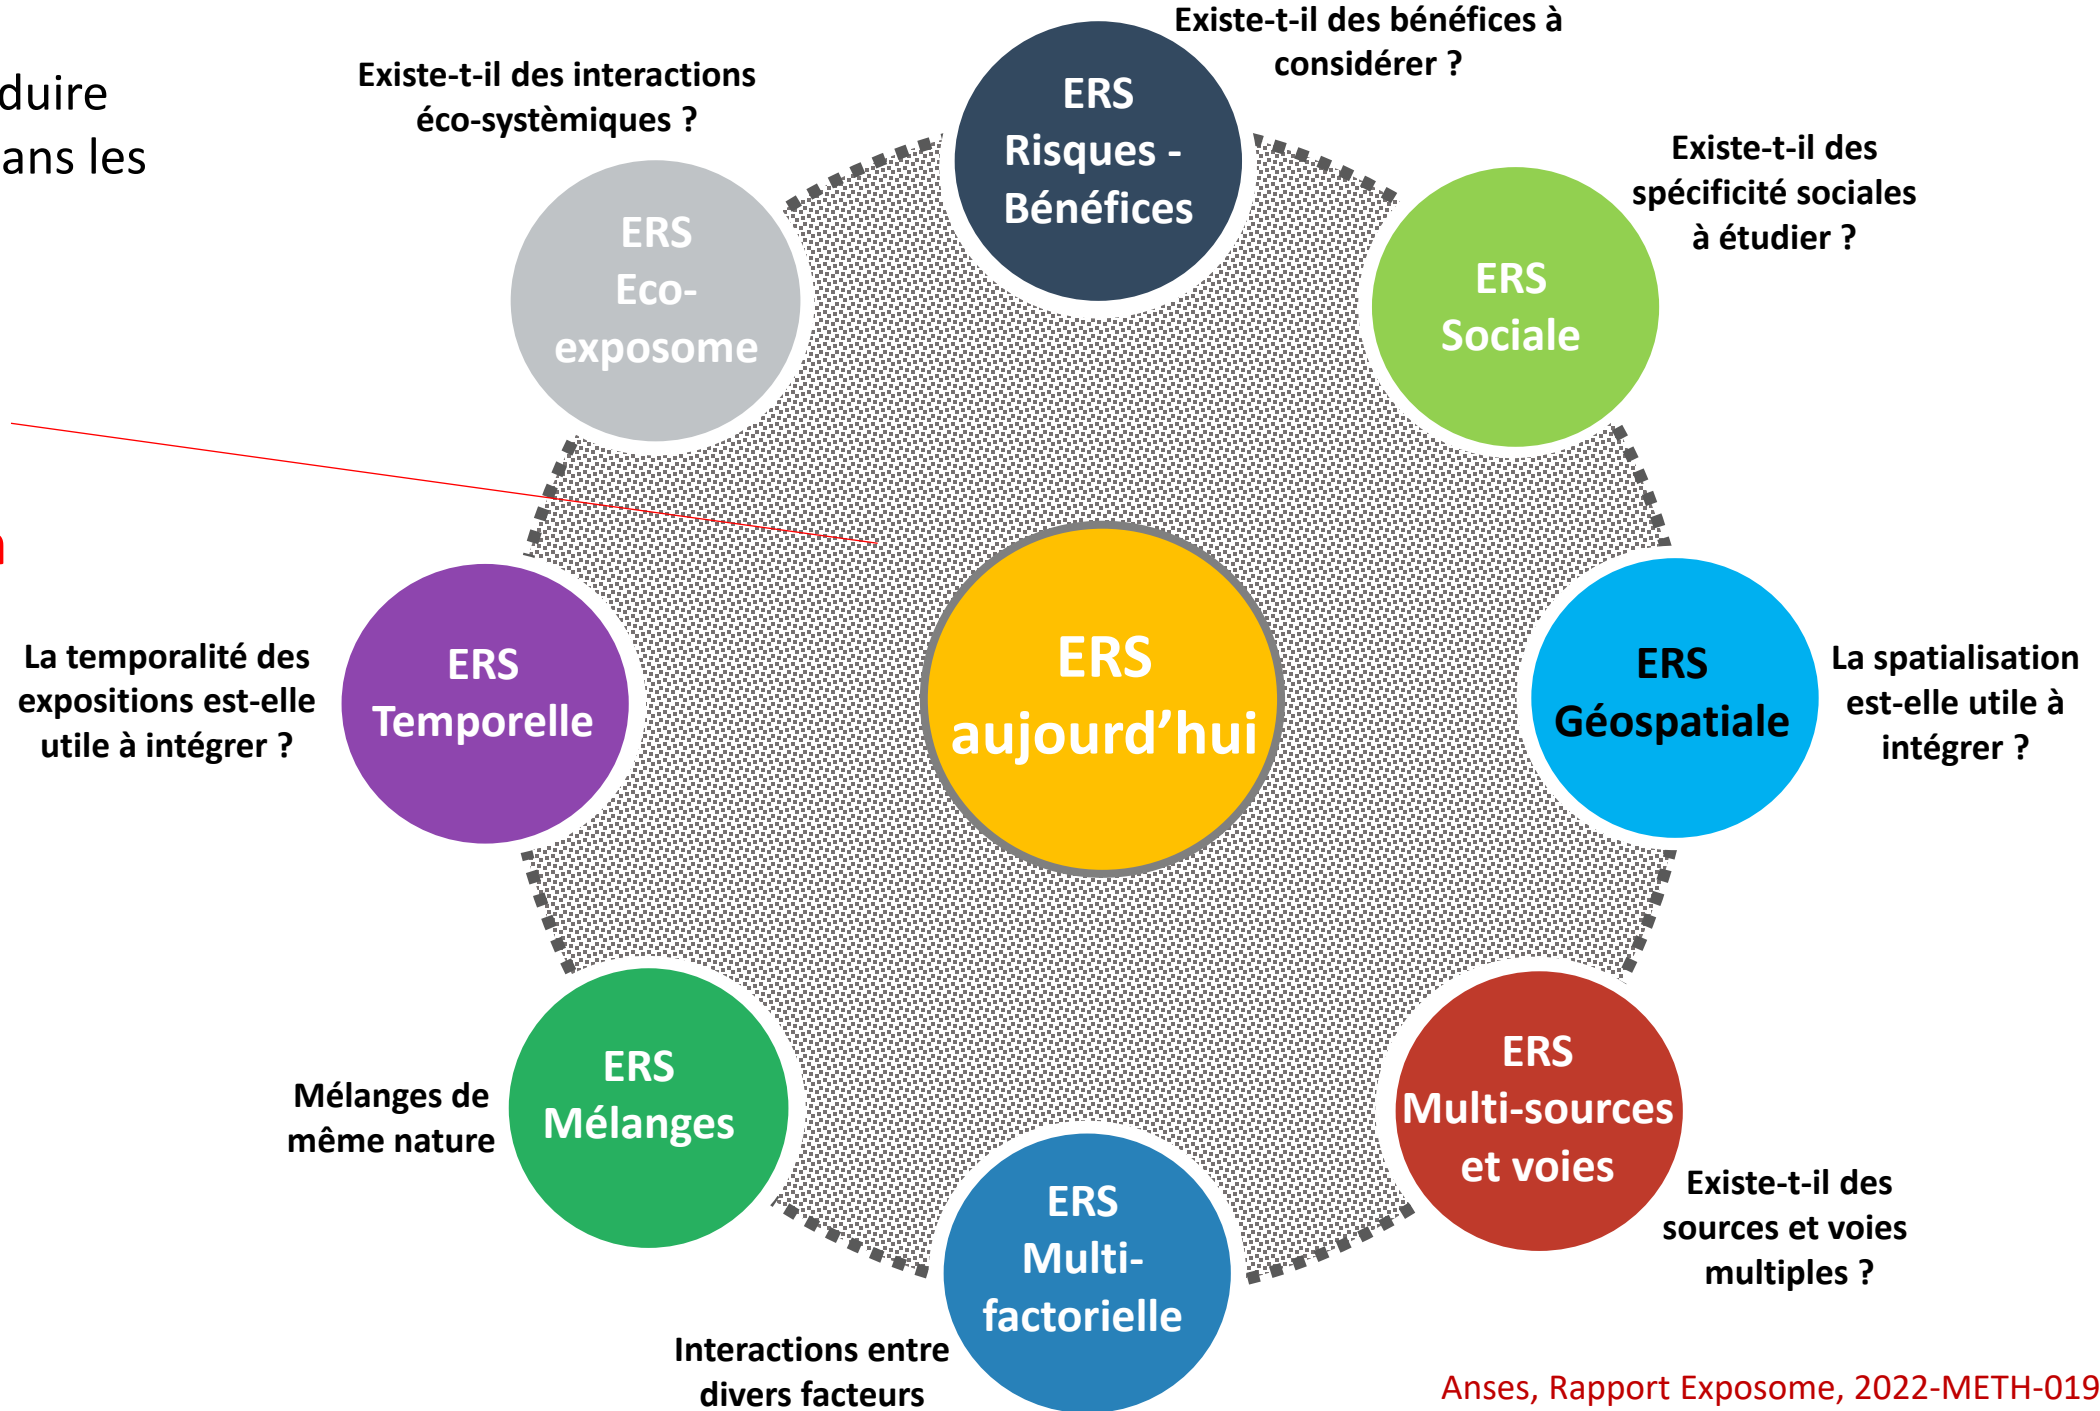 duire
ans les
n
Existe-t-il des interactions
éco-systèmiques ?
Existe-t-il des bénéfices à
considérer ?
ERS
Risques -
Bénéfices
Existe-t-il des
spécificité sociales
à étudier ?
ERS
Eco-
exposome
ERS
Sociale
La temporalité des
expositions est-elle
utile à intégrer ?
ERS
Temporelle
ERS
aujourd’hui
ERS
Géospatiale
La spatialisation
est-elle utile à
intégrer ?
Mélanges de
même nature
ERS
Mélanges
ERS
Multi-sources
et voies
Existe-t-il des
sources et voies
multiples ?
ERS
Multi-
factorielle
Interactions entre
divers facteurs
Anses, Rapport Exposome, 2022-METH-019